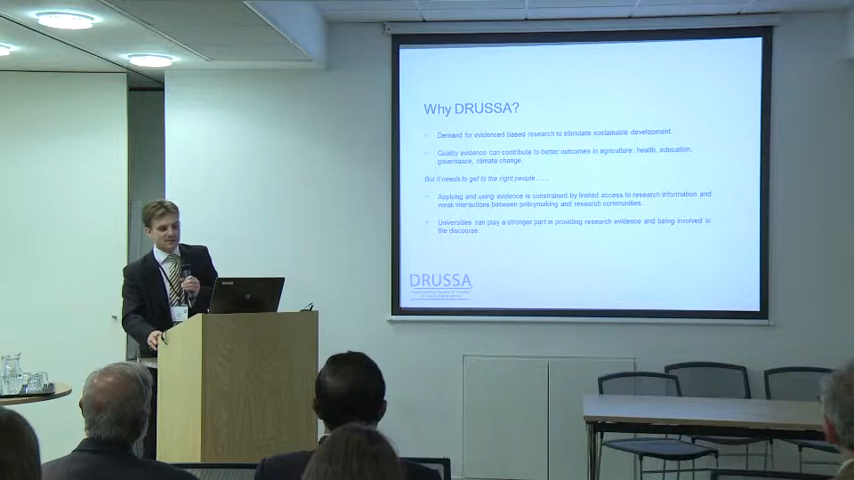 Why DRUSSA?
Demand for evidenced based research to stimulate sustainable development.
Quality evidence can contribute to better outcomes in agriculture, health, education,
governance, climate change.
But it needs to get to the right people......
Applying and using evidence is constrained by limited access to research information and
weak interactions between policymaking and research communities.
Universities can play a stronger part is providing research evidence and being involved in
the discourse.
DRUSSA